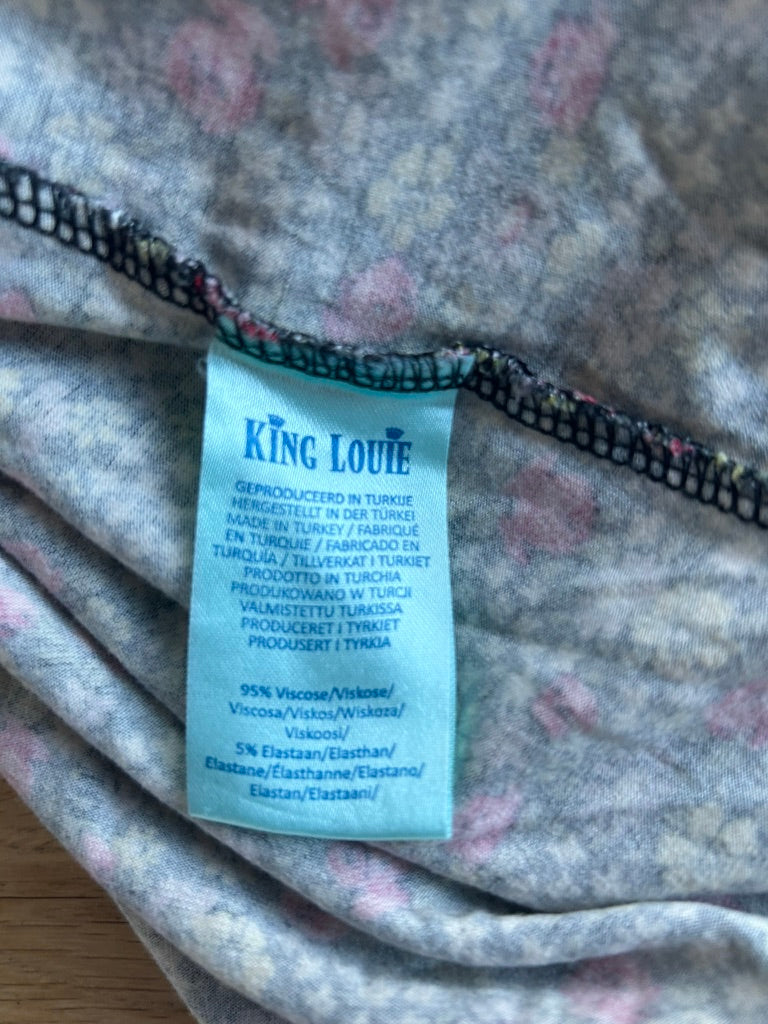 KING LOUIE
GEPRODUCEERD IN TURKIJE
HERGESTELLT IN DER TÜRKEI
MADE IN TURKEY / FABRIQUÉ
EN TURQUIE / FABRICADO EN
TURQUÍA / TILLVERKAT I TURKIET
PRODOTTO IN TURCHIA
PRODUKOWANO W TURCJI
VALMISTETTU TURKISSA
PRODUCERET I TYRKIET
PRODUSERT I TYRKIA
95% Viscose/Viskose/
Viscosa/Viskos/Wiskoza/
Viskoosi/
5% Elastaan/Elasthan/
Elastane/Élasthanne/Elastano/
Elastan/Elastaani/